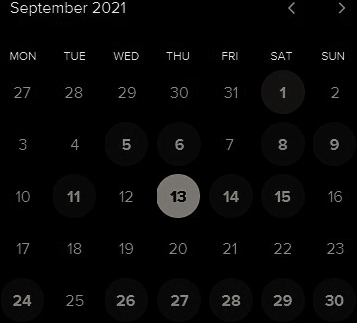 September 2021
MON TUE WED THU FRI SAT SUN
27 28 29 30 31 1 2
3 4 5 6 7 8 9
10 11 12 13 14 15 16
17 18 19 20 21 22 23
24 25 26 27 28 29 30